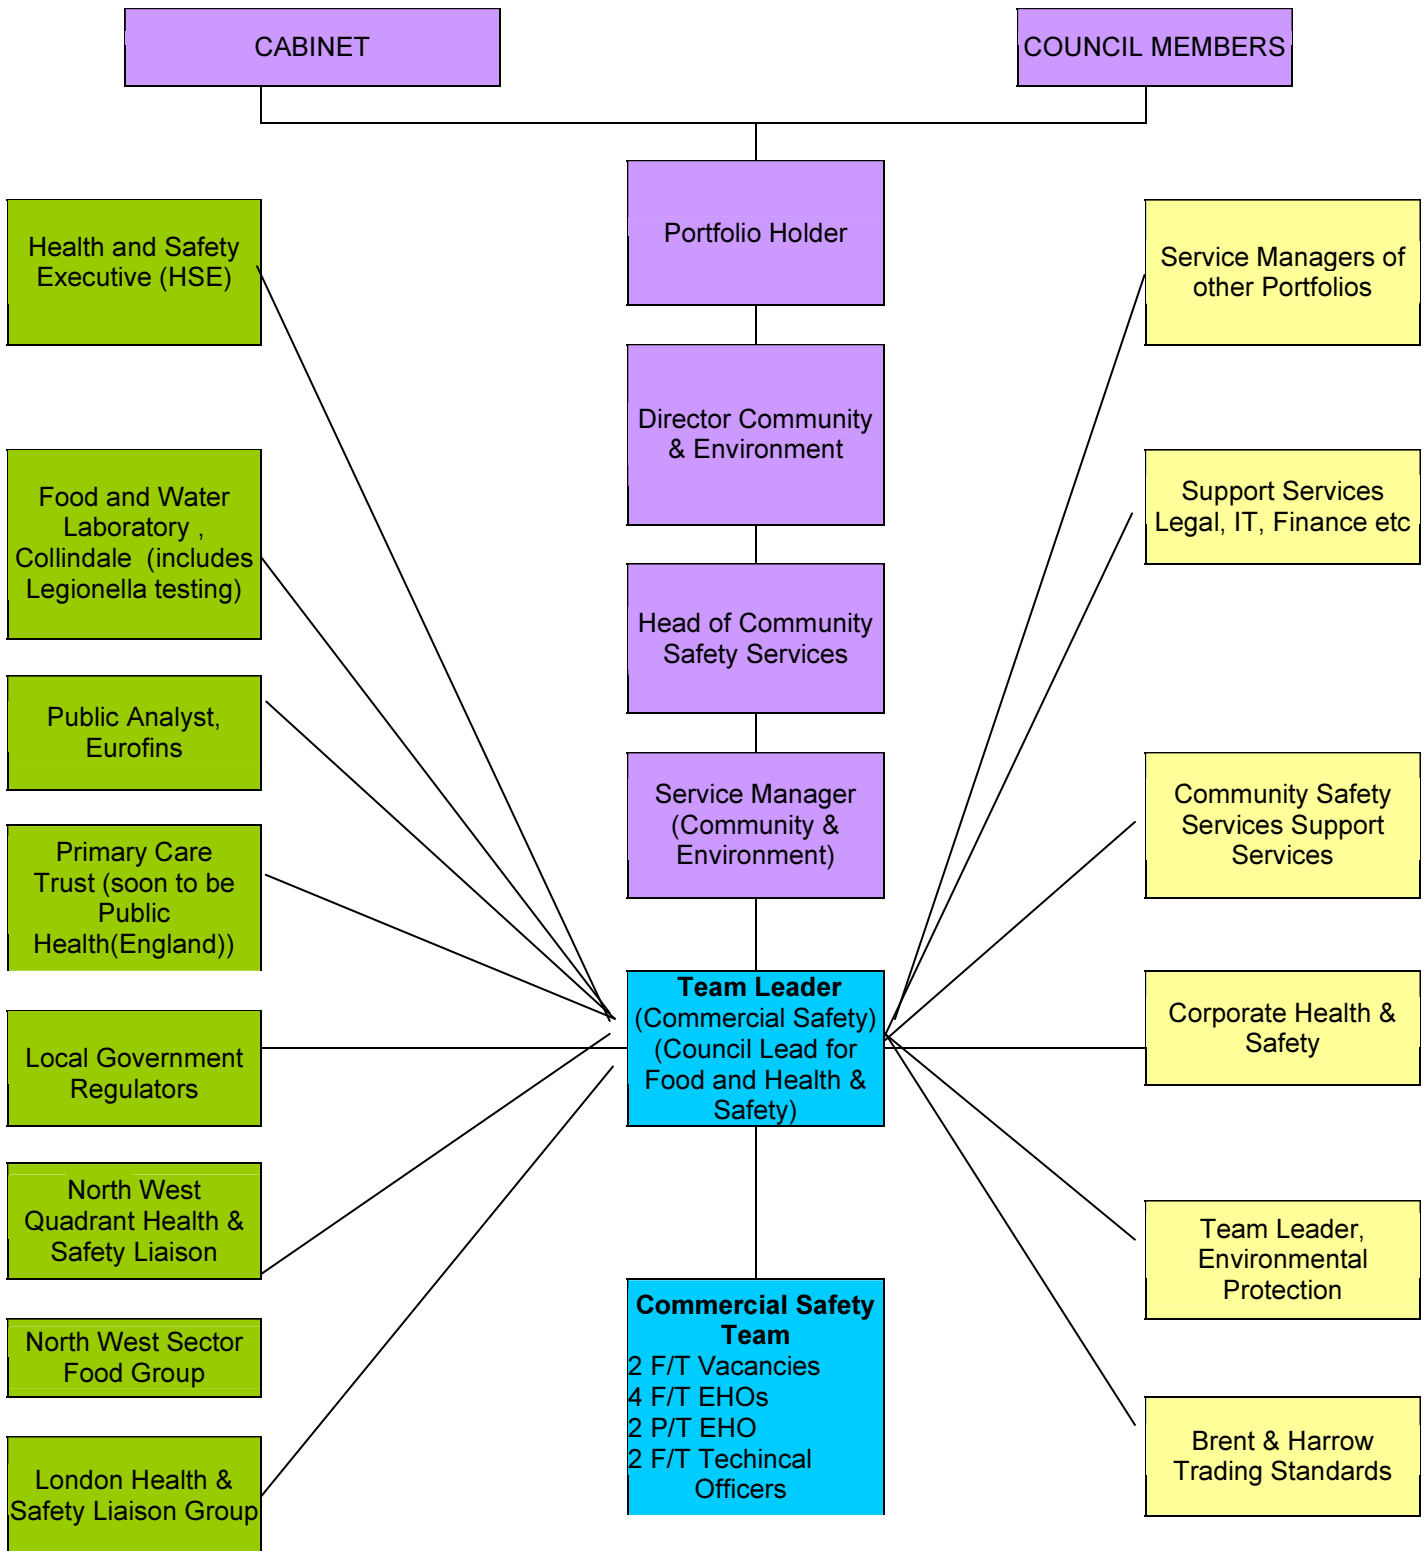 CABINET
COUNCIL MEMBERS
Portfolio Holder
Health and Safety
Executive (HSE)
Service Managers of
other Portfolios
Director Community
& Environment
Food and Water
Laboratory ,
Collindale (includes
Legionella testing)
Support Services
Legal, IT, Finance etc
Head of Community
Safety Services
Public Analyst,
Eurofins
Service Manager
(Community &
Environment)
Community Safety
Services Support
Services
Primary Care
Trust (soon to be
Public
Health(England))
Team Leader
(Commercial Safety)
(Council Lead for
Food and Health &
Safety)
Corporate Health &
Safety
Local Government
Regulators
North West
Quadrant Health &
Safety Liaison
Team Leader,
Environmental
Protection
Commercial Safety
Team
2 F/T Vacancies
4 F/T EHOs
2 P/T EHO
2 F/T Techincal
Officers
North West Sector
Food Group
Brent & Harrow
Trading Standards
London Health &
Safety Liaison Group